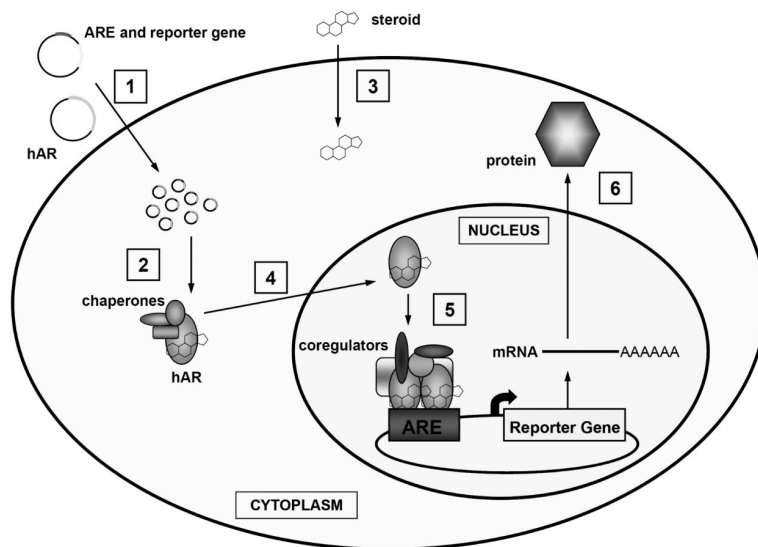 ARE and reporter gene
steroid
1
3
hAR
protein
6
NUCLEUS
2
4
chaperones
5
coregulators
mRNA
AAAAAA
hAR
ARE
Reporter Gene
CYTOPLASM